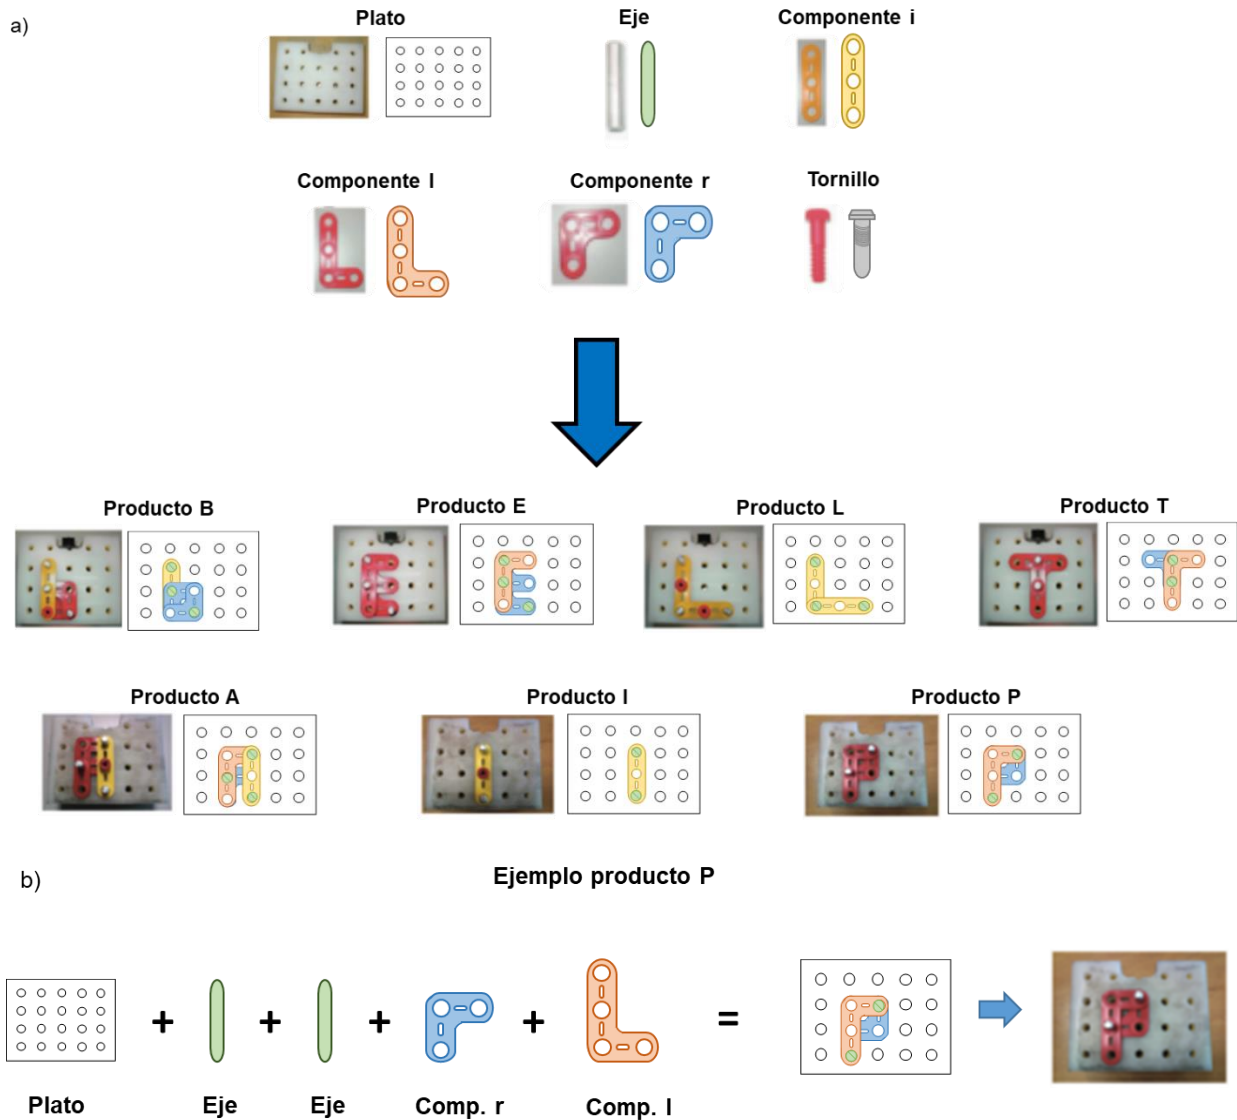 a)
Plato
Eje
Componente i
Componente l
Componente r
Tornillo
Producto B
Producto E
Producto L
Producto T
Producto A
Producto I
Producto P
b)
Ejemplo producto P
+ + + + =
Plato
Eje
Eje
Comp. r
Comp. l